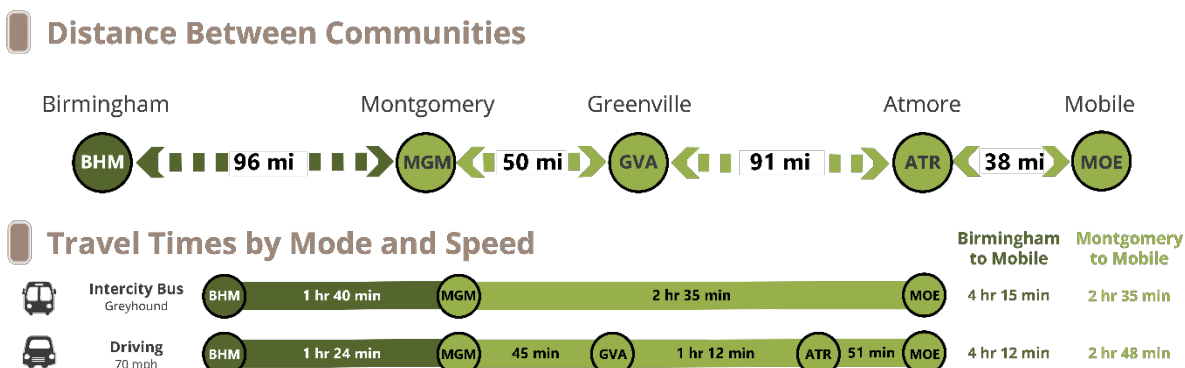 Distance Between Communities
Birmingham Montgomery Greenville Atmore Mobile
BHM 96 mi MGM 50 mi GVA 91 mi ATR 38 mi MOE
Travel Times by Mode and Speed
Birmingham to Mobile
Montgomery to Mobile
Intercity Bus
Greyhound
BHM 1 hr 40 min MGM 2 hr 35 min MOE 4 hr 15 min 2 hr 35 min
Driving
70 mph
BHM 1 hr 24 min MGM 45 min GVA 1 hr 12 min ATR 51 min MOE 4 hr 12 min 2 hr 48 min